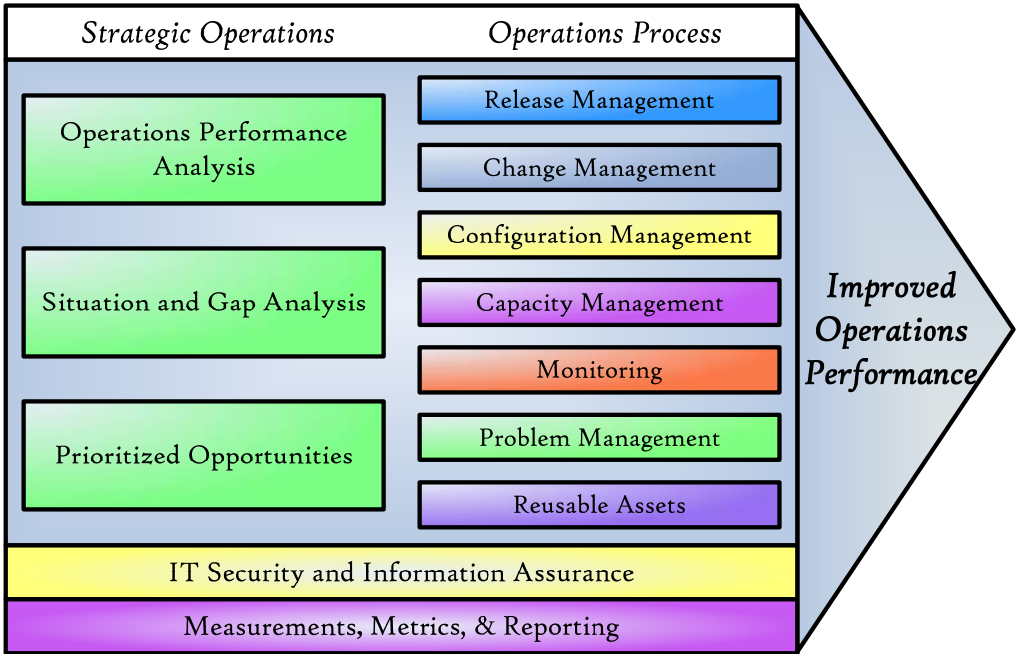 Strategic Operations
Operations Process
Operations Performance
Analysis
Situation and Gap Analysis
Prioritized Opportunities
Release Management
Change Management
Configuration Management
Capacity Management
Monitoring
Problem Management
Reusable Assets
IT Security and Information Assurance
Measurements, Metrics, & Reporting
Improved
Operations
Performance